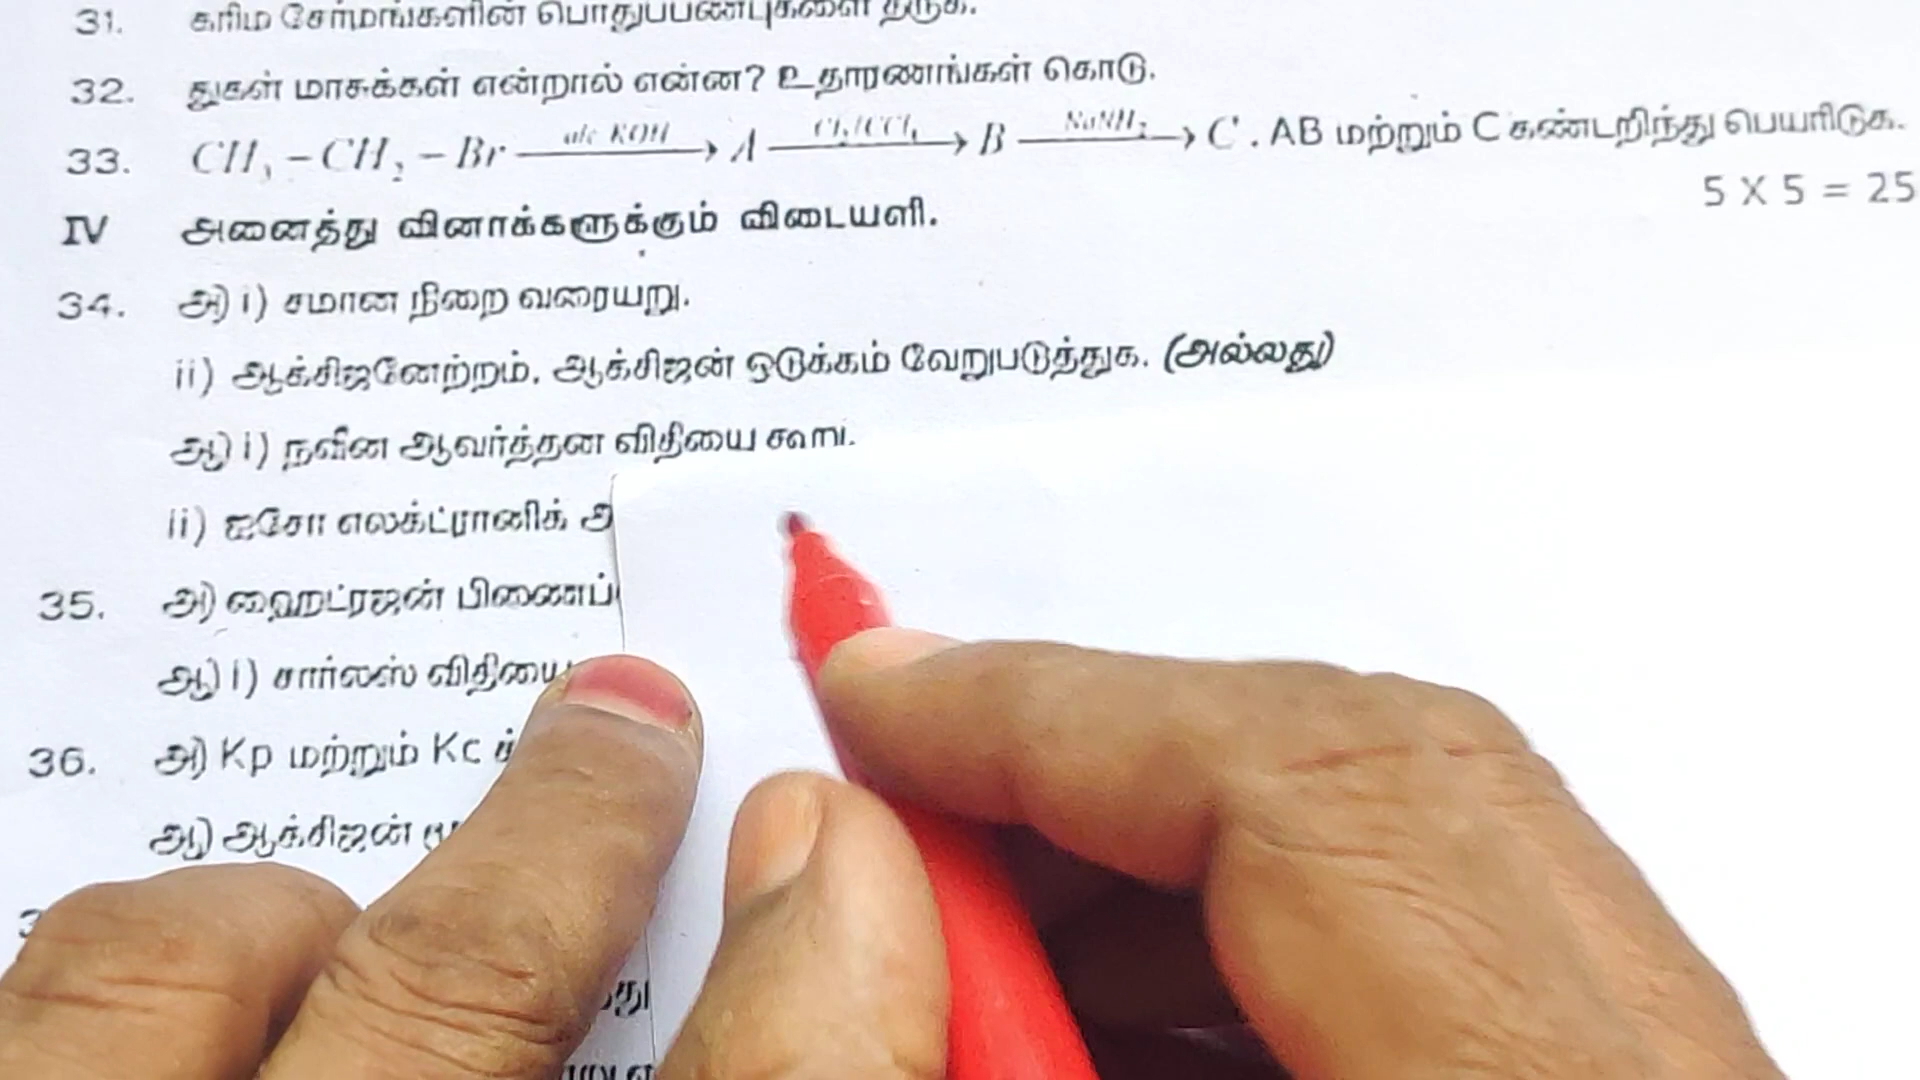 31. கரிம சேர்மங்களின் பொதுப்பண்புகளை தருக.
32. துகள் மாசுக்கள் என்றால் என்ன? உதாரணங்கள் கொடு.
33. CH₃ – CH₂ – Br —alc KOH→ A —Cl₂/CCl₄→ B —NaNH₂→ C . AB மற்றும் C கண்டறிந்து பெயரிடுக.
5 X 5 = 25
IV அனைத்து வினாக்களுக்கும் விடையளி.
34. அ) i) சமான நிறை வரையறு.
ii) ஆக்சிஜனேற்றம், ஆக்சிஜன் ஒடுக்கம் வேறுபடுத்துக. (அல்லது)
ஆ) i) நவீன ஆவர்த்தன விதியை கூறு.
ii) ஐசோ எலக்ட்ரானிக் அ
35. அ) ஹைட்ரஜன் பிணைப்
ஆ) i) சார்லஸ் விதியை
36. அ) Kp மற்றும் Kc
ஆ) ஆக்சிஜன்